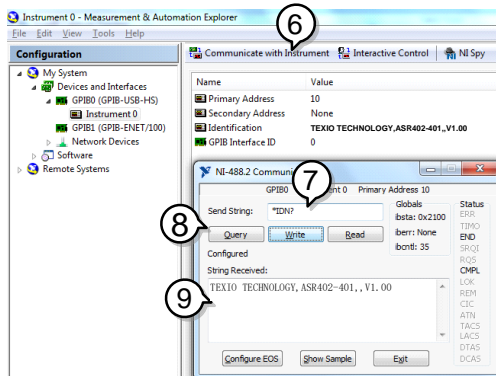 Instrument 0 - Measurement & Automation Explorer
File Edit View Tools Help
6
Configuration
Communicate with Instrument Interactive Control NI Spy
My System
Devices and Interfaces
GPIB0 (GPIB-USB-HS)
Instrument 0
GPIB1 (GPIB-ENET/100)
Network Devices
Software
Remote Systems
Name Value
Primary Address 10
Secondary Address None
Identification TEXIO TECHNOLOGY,ASR402-401,,V1.00
GPIB Interface ID 0
NI-488.2
7
GPIB0 Primary Address 10
Send String: *IDN?
8
Query Write Read
Configured
String Received:
9
TEXIO TECHNOLOGY,ASR402-401,,V1.00
Configure EOS Show Sample Exit
Globals
ibsta: 0x2100
iberr: None
ibcntl: 35
Status
ERR
TIMO
END
SRQI
RQS
CMPL
LOK
REM
CIC
ATN
TACS
LACS
DTAS
DCAS